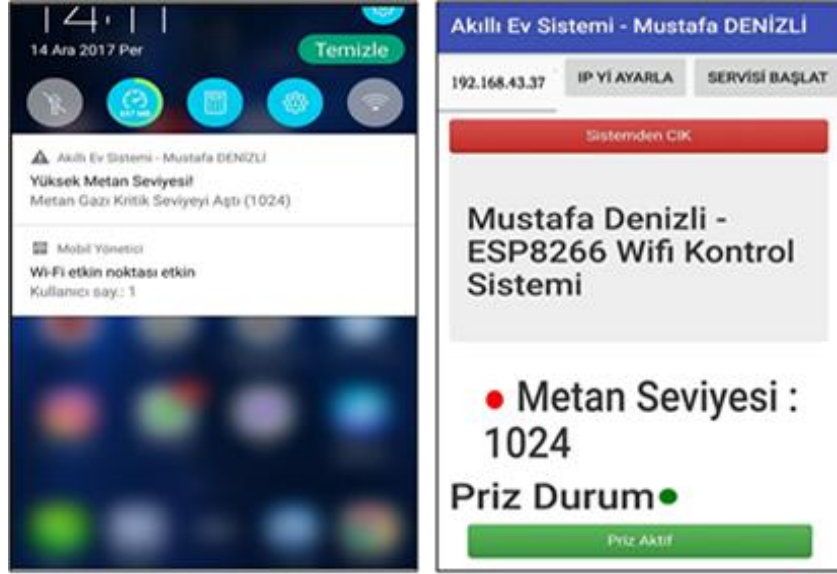 14:11
14 Ara 2017 Per
Temizle
Akıllı Ev Sistemi - Mustafa DENİZLİ
Yüksek Metan Seviyesi!
Metan Gazı Kritik Seviyeyi Aştı (1024)
Mobil Yönetici
Wi-Fi etkin noktası etkin
Kullanıcı say.: 1
Akıllı Ev Sistemi - Mustafa DENİZLİ
192.168.43.37
IP Yİ AYARLA
SERVİSİ BAŞLAT
Sistemden CIK
Mustafa Denizli -
ESP8266 Wifi Kontrol
Sistemi
Metan Seviyesi :
1024
Priz Durum
Priz Aktif